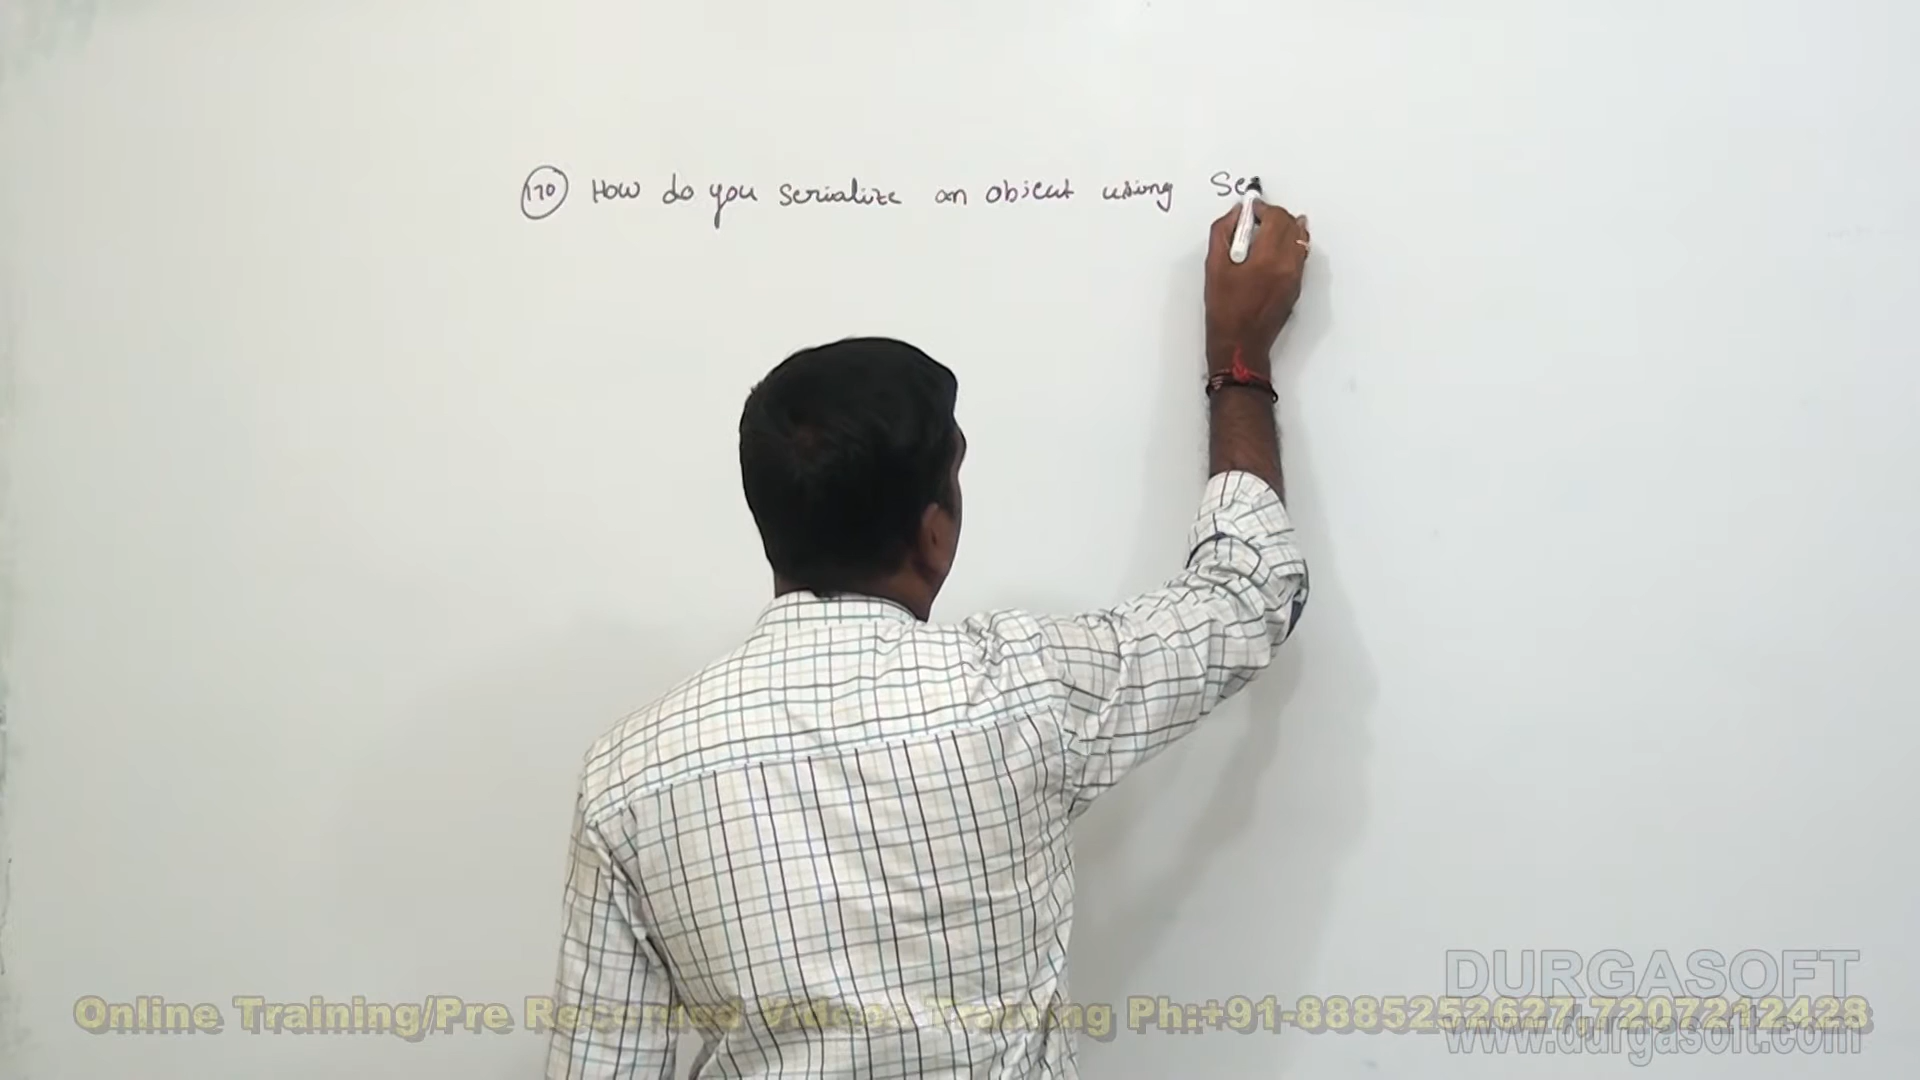 170 How do you serialize an object using Se
DURGASOFT
Online Training/Pre Recorded Videos Training Ph:+91-8885252627,7207212428
www.durgasoft.com